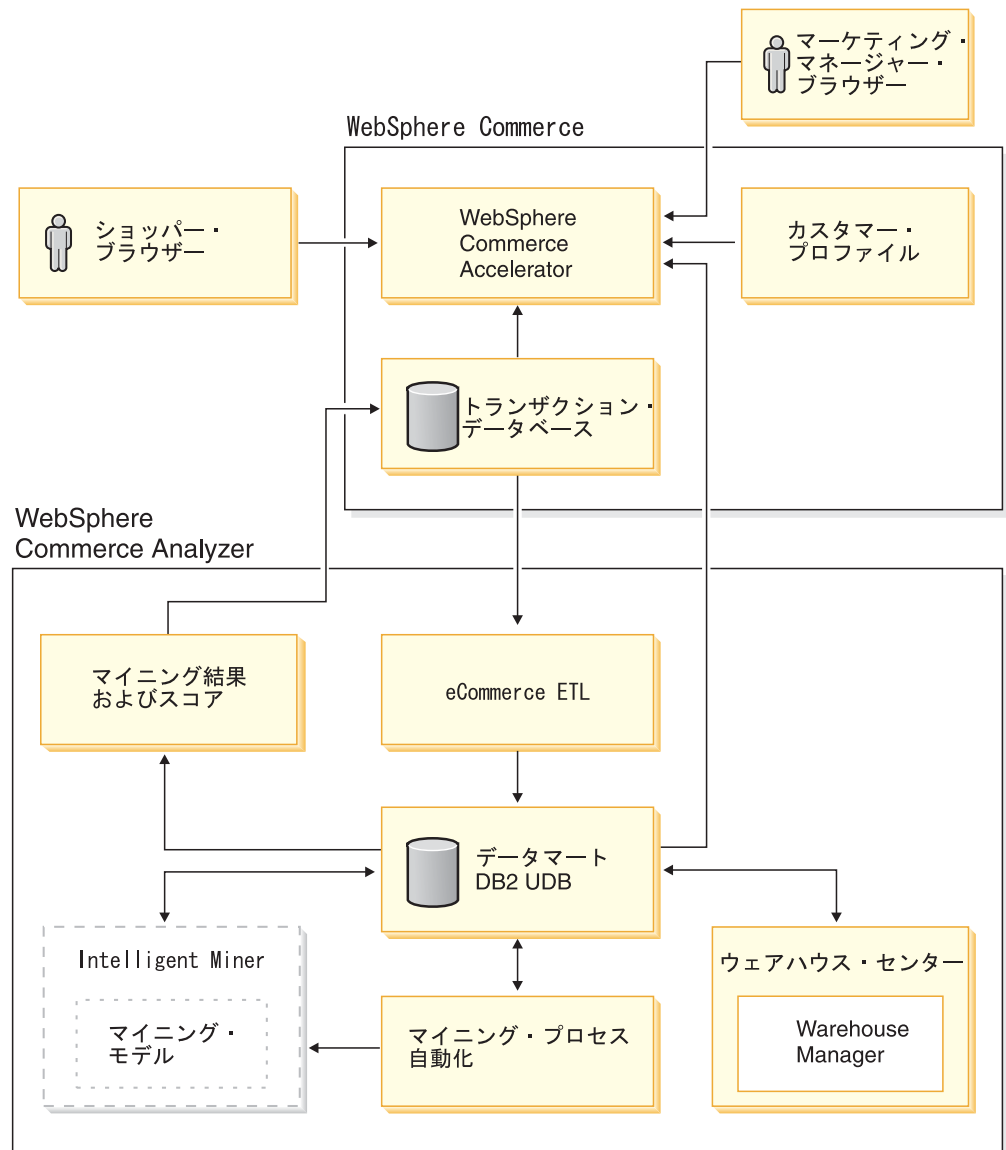 マーケティング・
マネージャー・
ブラウザー
WebSphere Commerce
ショッパー・
ブラウザー
WebSphere
Commerce
Accelerator
カスタマー・
プロファイル
トランザクション・
データベース
WebSphere
Commerce Analyzer
マイニング結果
およびスコア
eCommerce ETL
データマート
DB2 UDB
Intelligent Miner
マイニング・
モデル
マイニング・プロセス
自動化
ウェアハウス・センター
Warehouse
Manager